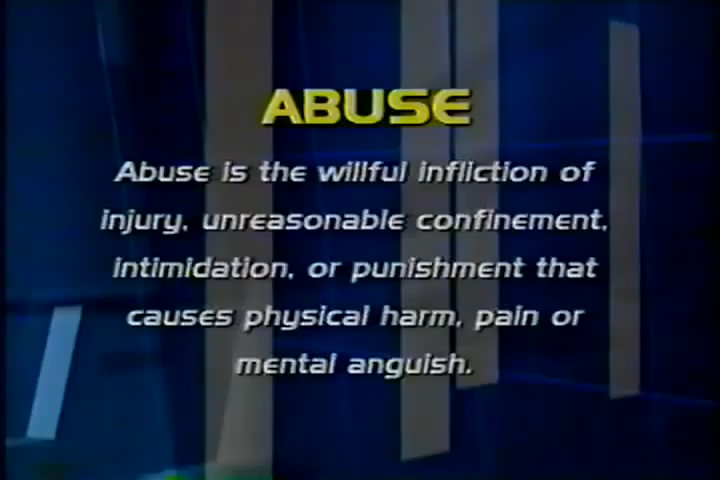 ABUSE
Abuse is the willful infliction of
injury, unreasonable confinement,
intimidation, or punishment that
causes physical harm, pain or
mental anguish.